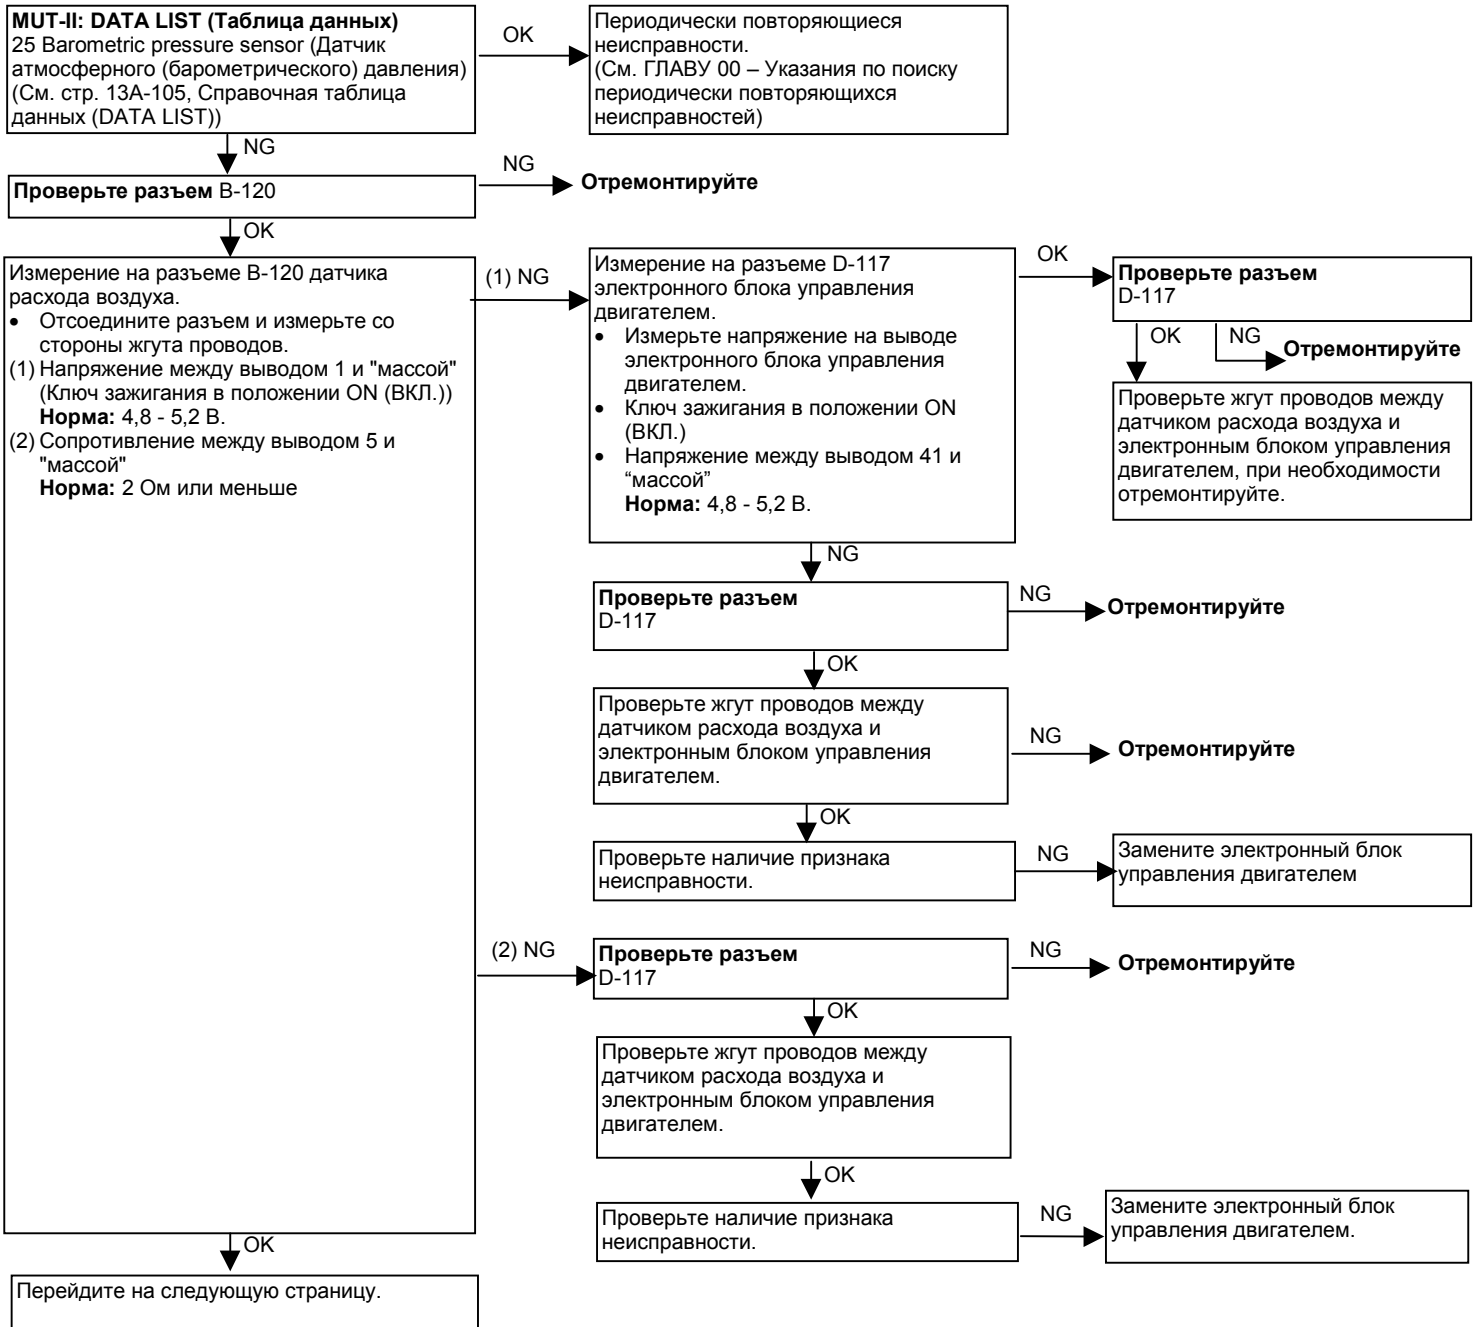 MUT-II: DATA LIST (Таблица данных)
25 Barometric pressure sensor (Датчик
атмосферного (барометрического) давления)
(См. стр. 13A-105, Справочная таблица
данных (DATA LIST))
OK
Периодически повторяющиеся
неисправности.
(См. ГЛАВУ 00 – Указания по поиску
периодически повторяющихся
неисправностей)
NG
Проверьте разъем B-120
NG
Отремонтируйте
OK
Измерение на разъеме B-120 датчика
расхода воздуха.
• Отсоедините разъем и измерьте со
стороны жгута проводов.
(1) Напряжение между выводом 1 и "массой"
(Ключ зажигания в положении ON (ВКЛ.))
Норма: 4,8 - 5,2 В.
(2) Сопротивление между выводом 5 и
"массой"
Норма: 2 Ом или меньше
(1) NG
Измерение на разъеме D-117
электронного блока управления
двигателем.
• Измерьте напряжение на выводе
электронного блока управления
двигателем.
• Ключ зажигания в положении ON
(ВКЛ.)
• Напряжение между выводом 41 и
“массой”
Норма: 4,8 - 5,2 В.
OK
Проверьте разъем
D-117
OK
NG
Отремонтируйте
Проверьте жгут проводов между
датчиком расхода воздуха и
электронным блоком управления
двигателем, при необходимости
отремонтируйте.
NG
Проверьте разъем
D-117
NG
Отремонтируйте
OK
Проверьте жгут проводов между
датчиком расхода воздуха и
электронным блоком управления
двигателем.
NG
Отремонтируйте
OK
Проверьте наличие признака
неисправности.
NG
Замените электронный блок
управления двигателем
(2) NG
Проверьте разъем
D-117
NG
Отремонтируйте
OK
Проверьте жгут проводов между
датчиком расхода воздуха и
электронным блоком управления
двигателем.
OK
Проверьте наличие признака
неисправности.
NG
Замените электронный блок
управления двигателем.
OK
Перейдите на следующую страницу.